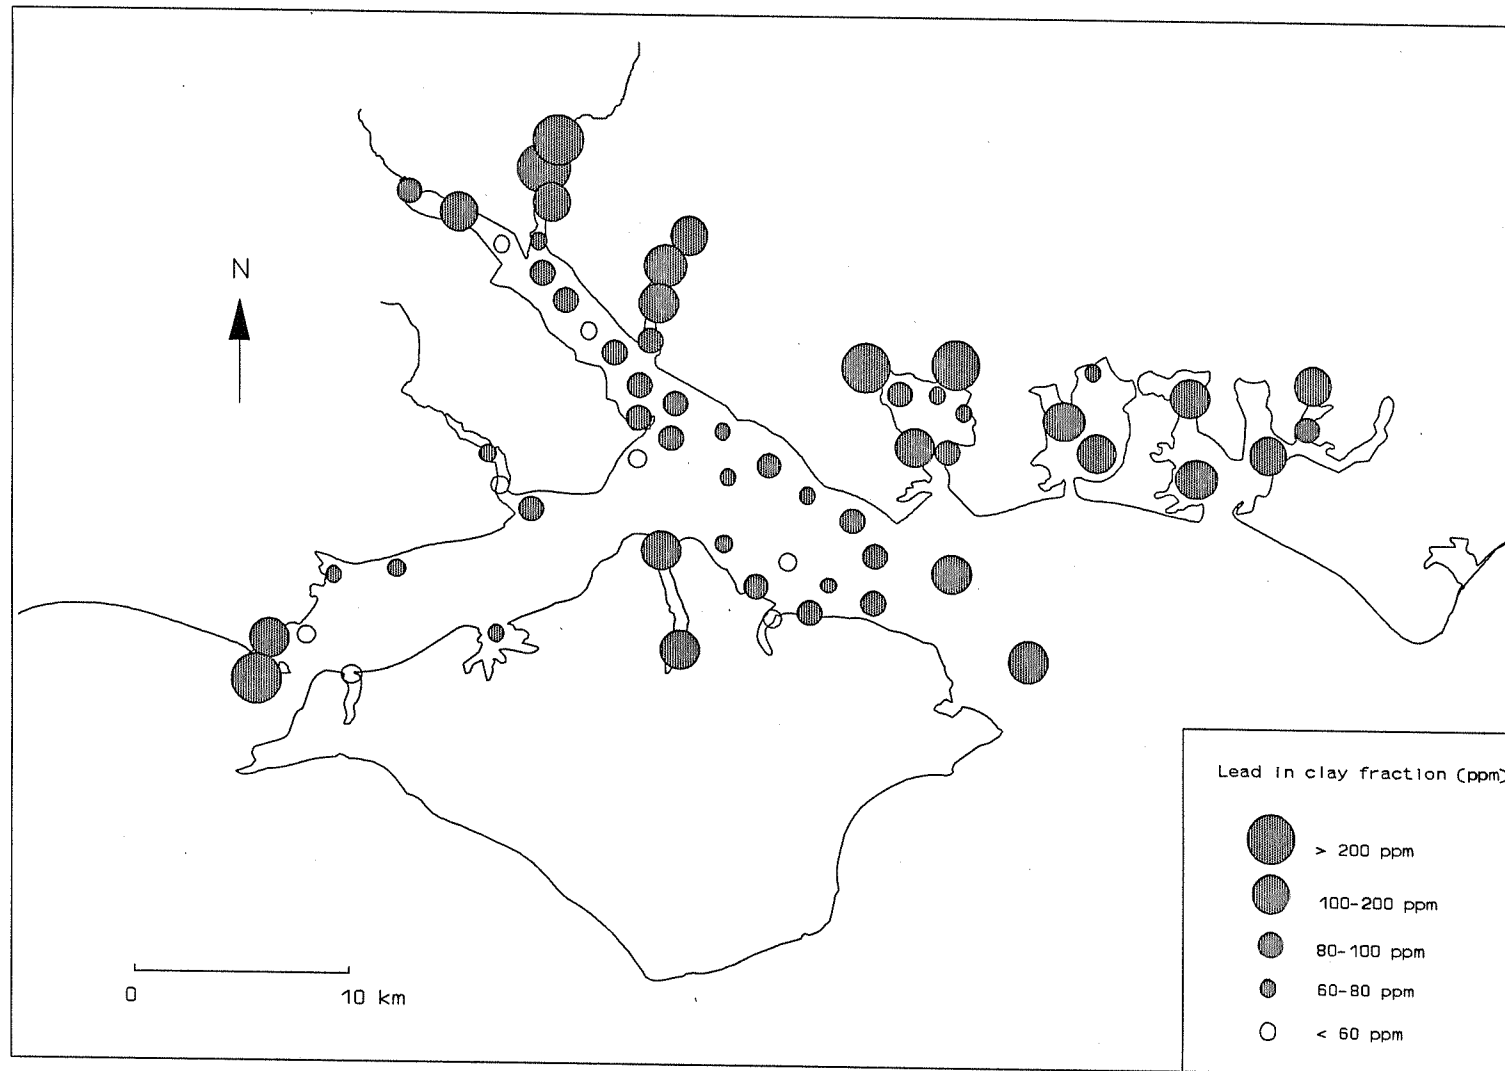 N
0 10 km
Lead in clay fraction (ppm)
> 200 ppm
100-200 ppm
80-100 ppm
60-80 ppm
< 60 ppm